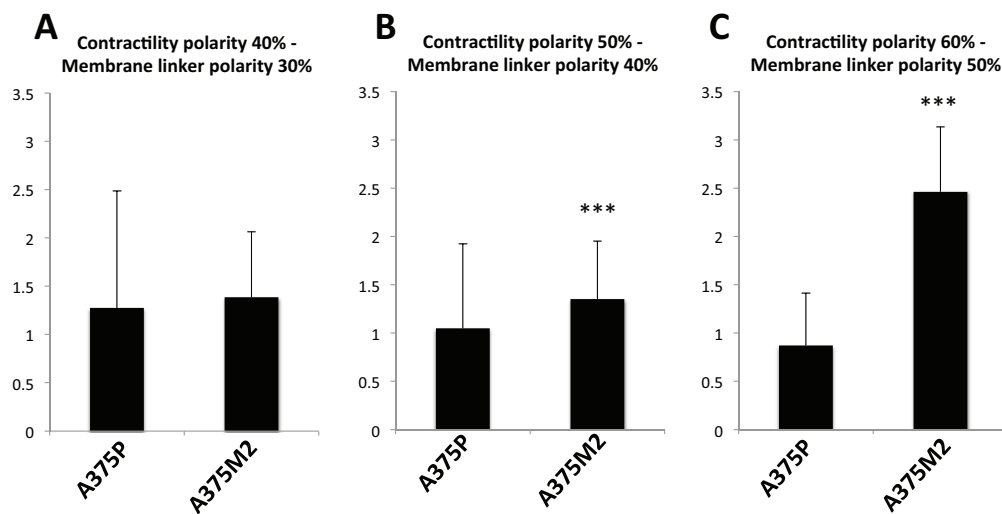 A
Contractility polarity 40% -
Membrane linker polarity 30%
3.5
3
2.5
2
1.5
1
0.5
0
A375P
A375M2
B
Contractility polarity 50% -
Membrane linker polarity 40%
3.5
3
2.5
2
1.5
1
0.5
0
***
A375P
A375M2
C
Contractility polarity 60% -
Membrane linker polarity 50%
3.5
3
2.5
2
1.5
1
0.5
0
***
A375P
A375M2